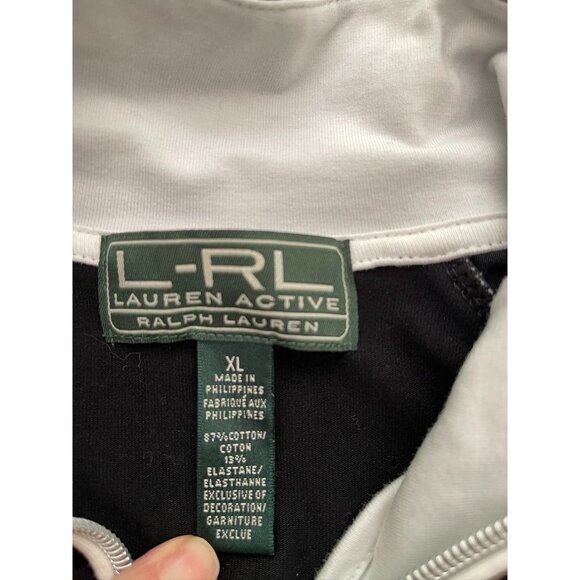 L-RL
LAUREN ACTIVE
RALPH LAUREN
XL
MADE IN
PHILIPPINES
FABRIQUÉ AUX
PHILIPPINES
87%COTTON/
COTON
13%
ELASTANE/
ELASTHANNE
EXCLUSIVE OF
DECORATION/
GARNITURE
EXCLUE